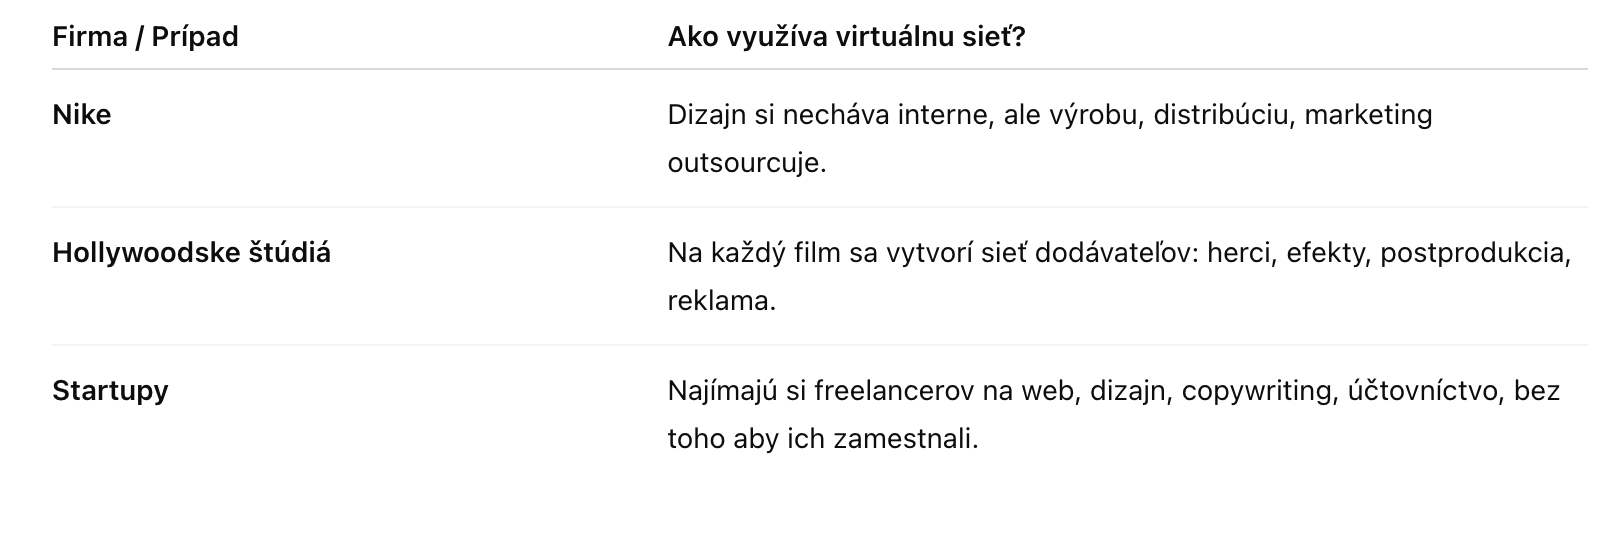 Firma / Prípad
Ako využíva virtuálnu sieť?
Nike
Dizajn si necháva interne, ale výrobu, distribúciu, marketing
outsourcuje.
Hollywoodske štúdiá
Na každý film sa vytvorí sieť dodávateľov: herci, efekty, postprodukcia,
reklama.
Startupy
Najímajú si freelancerov na web, dizajn, copywriting, účtovníctvo, bez
toho aby ich zamestnali.